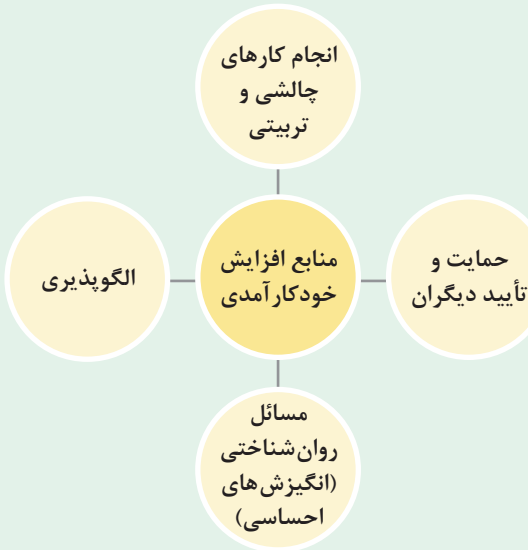 انجام کارهای
چالشی و
تربیتی
منابع افزایش
خودکارآمدی
حمایت و
تأیید دیگران
الگوپذیری
مسائل
روان‌شناختی
(انگیزش‌های
احساسی)